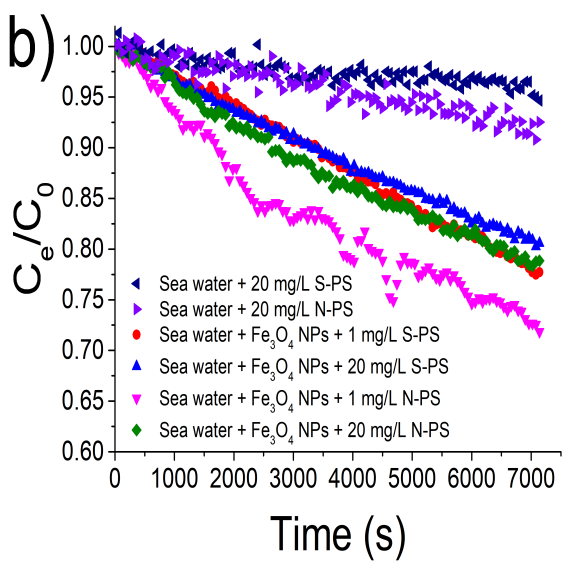 b)
1.00
0.95
0.90
0.85
0.80
0.75
0.70
0.65
0.60
Ce/C0
Sea water + 20 mg/L S-PS
Sea water + 20 mg/L N-PS
Sea water + Fe3O4 NPs + 1 mg/L S-PS
Sea water + Fe3O4 NPs + 20 mg/L S-PS
Sea water + Fe3O4 NPs + 1 mg/L N-PS
Sea water + Fe3O4 NPs + 20 mg/L N-PS
0 1000 2000 3000 4000 5000 6000 7000
Time (s)